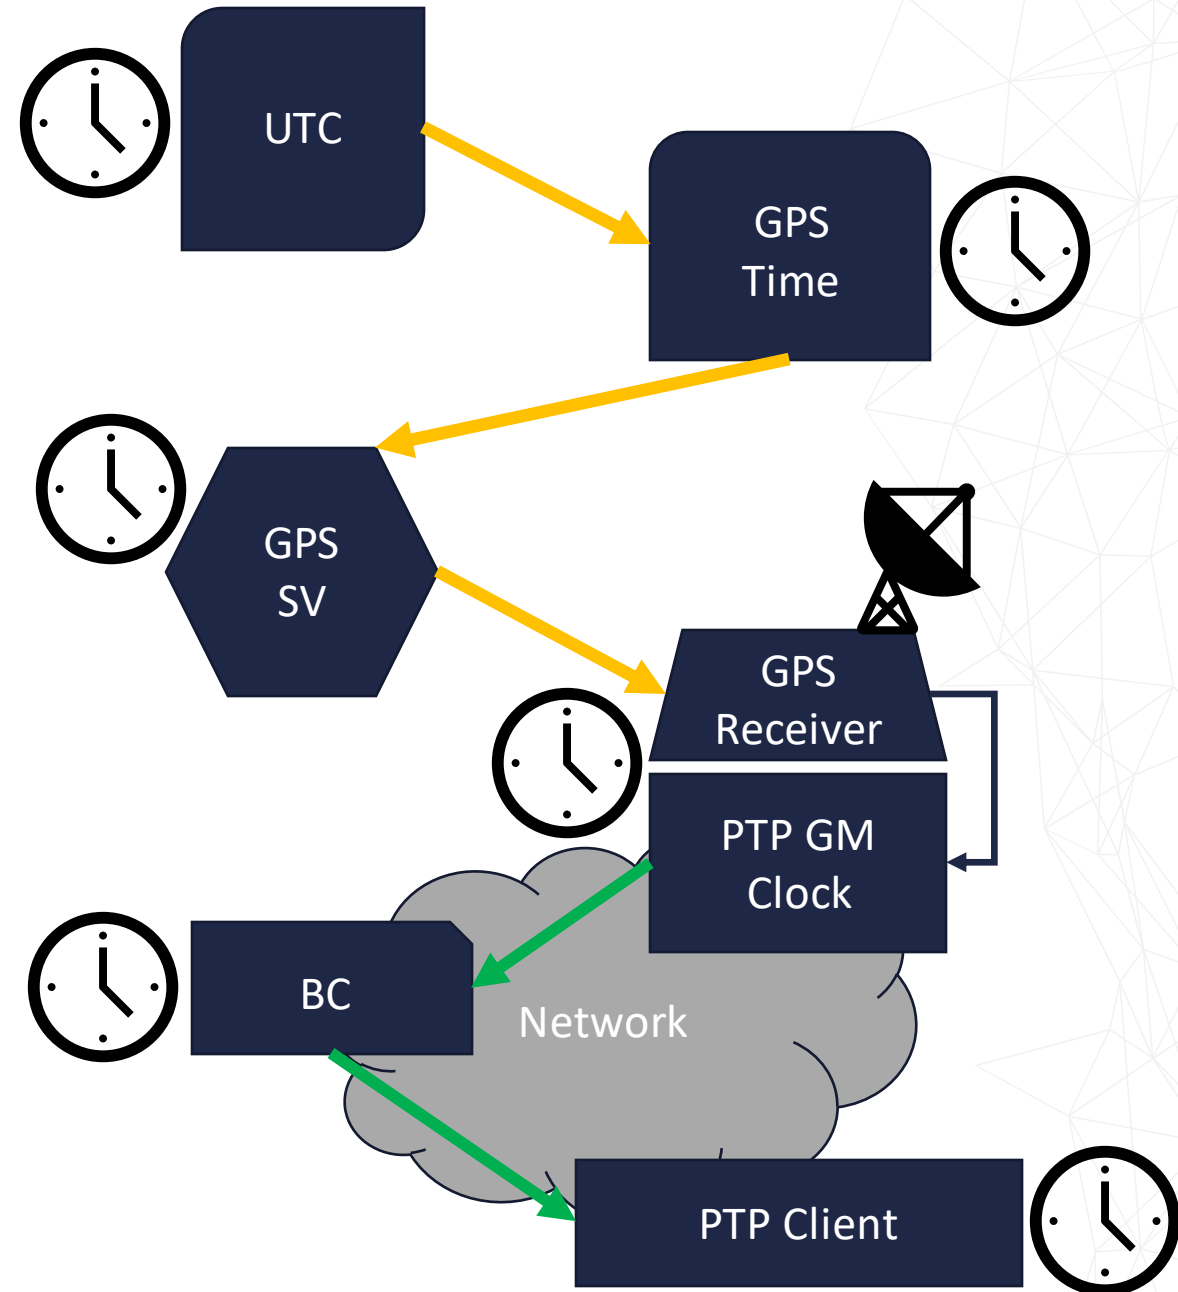 UTC
GPS
Time
GPS
SV
GPS
Receiver
PTP GM
Clock
BC
Network
PTP Client